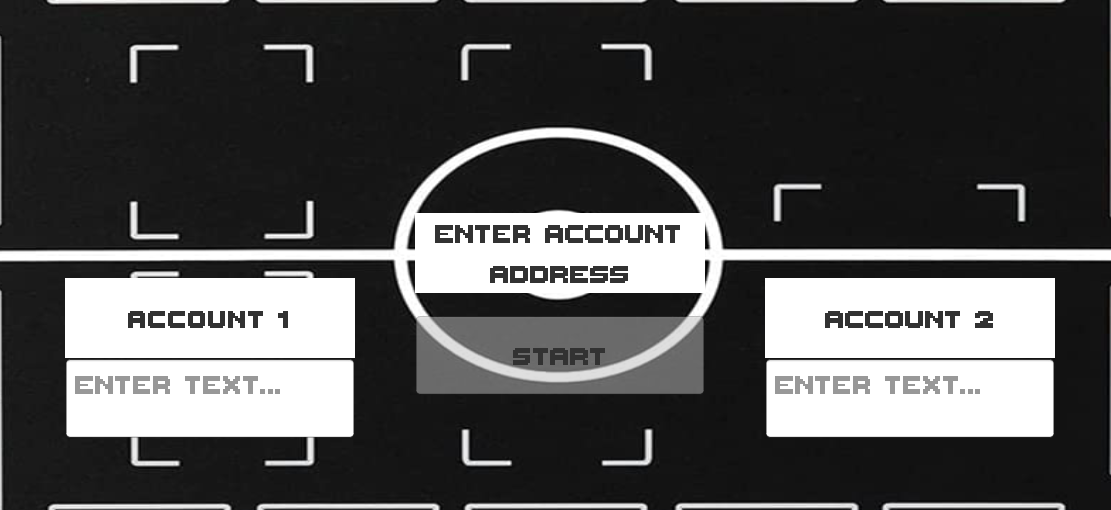 ENTER ACCOUNT
ADDRESS
ACCOUNT 1
ENTER TEXT...
START
ACCOUNT 2
ENTER TEXT...